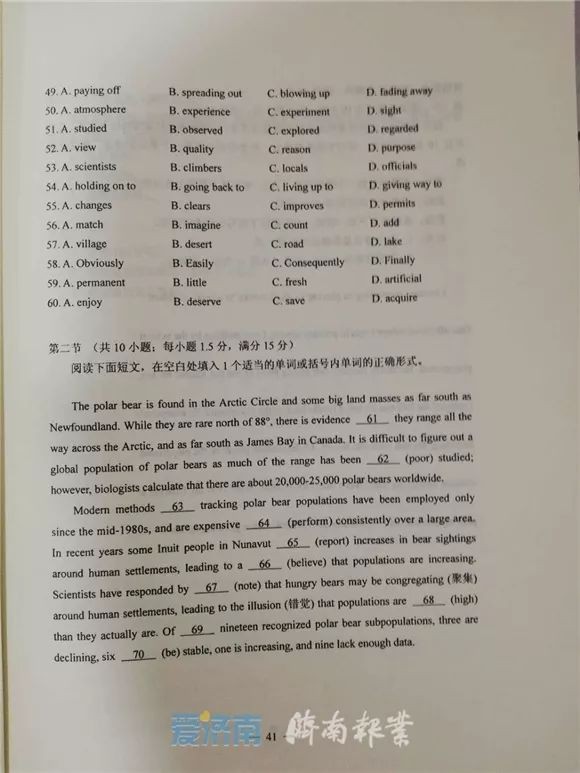 49. A. paying off B. spreading out C. blowing up D. fading away
50. A. atmosphere B. experience C. experiment D. sight
51. A. studied B. observed C. explored D. regarded
52. A. view B. quality C. reason D. purpose
53. A. scientists B. climbers C. locals D. officials
54. A. holding on to B. going back to C. living up to D. giving way to
55. A. changes B. clears C. improves D. permits
56. A. match B. imagine C. count D. add
57. A. village B. desert C. road D. lake
58. A. Obviously B. Easily C. Consequently D. Finally
59. A. permanent B. little C. fresh D. artificial
60. A. enjoy B. deserve C. save D. acquire
第二节 （共 10 小题；每小题 1.5 分，满分 15 分）
阅读下面短文，在空白处填入 1 个适当的单词或括号内单词的正确形式。
The polar bear is found in the Arctic Circle and some big land masses as far south as
Newfoundland. While they are rare north of 88°, there is evidence 61 they range all the
way across the Arctic, and as far south as James Bay in Canada. It is difficult to figure out a
global population of polar bears as much of the range has been 62 (poor) studied;
however, biologists calculate that there are about 20,000-25,000 polar bears worldwide.
Modern methods 63 tracking polar bear populations have been employed only
since the mid-1980s, and are expensive 64 (perform) consistently over a large area.
In recent years some Inuit people in Nunavut 65 (report) increases in bear sightings
around human settlements, leading to a 66 (believe) that populations are increasing.
Scientists have responded by 67 (note) that hungry bears may be congregating (聚集)
around human settlements, leading to the illusion (错觉) that populations are 68 (high)
than they actually are. Of 69 nineteen recognized polar bear subpopulations, three are
declining, six 70 (be) stable, one is increasing, and nine lack enough data.
爱济南 — 41 — 济南报业